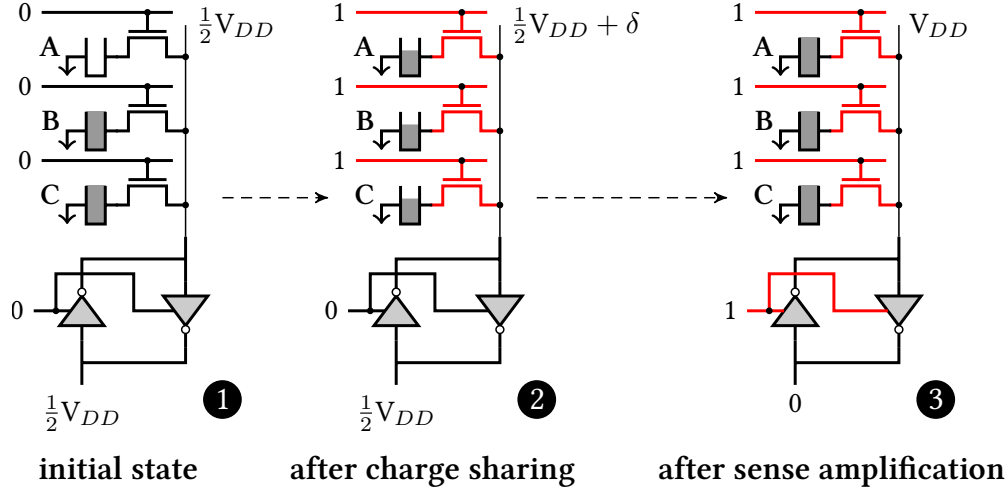 0 ½V_DD 1 ½V_DD + δ 1 V_DD
A A A
0 1 1
B B B
0 1 1
C C C
0 0 1
½V_DD 1 ½V_DD 2 0 3
initial state after charge sharing after sense amplification